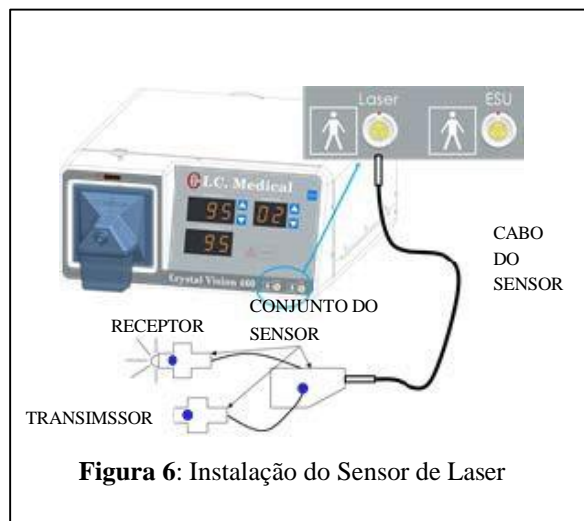 Laser
ESU
I.C. Medical
95
02
95
Crystal Vision 460
CABO
DO
SENSOR
CONJUNTO DO
SENSOR
RECEPTOR
TRANSIMSSOR
Figura 6: Instalação do Sensor de Laser